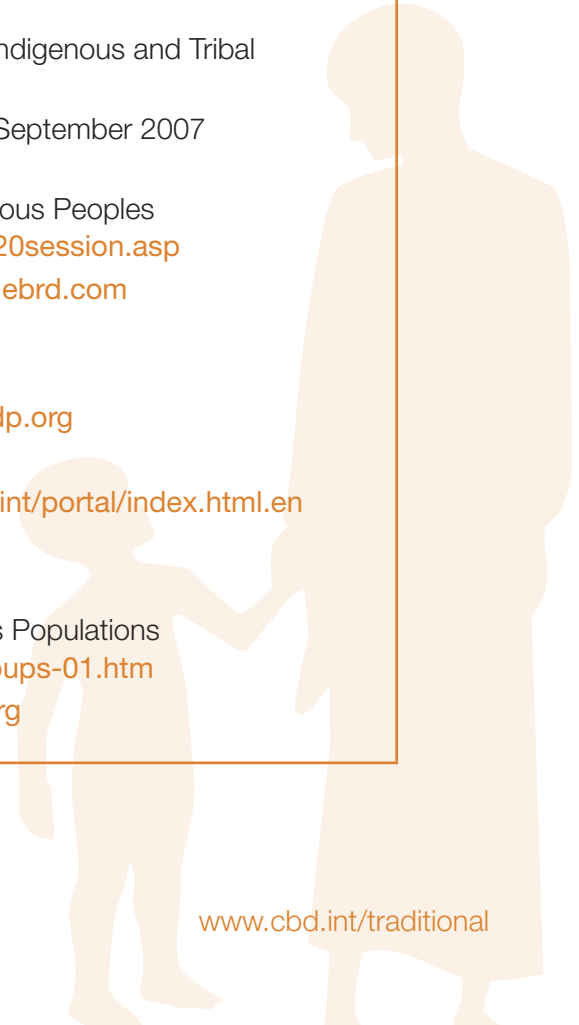 ndigenous and Tribal
September 2007
ous Peoples
20session.asp
ebrd.com
dp.org
int/portal/index.html.en
s Populations
oups-01.htm
rg
www.cbd.int/traditional